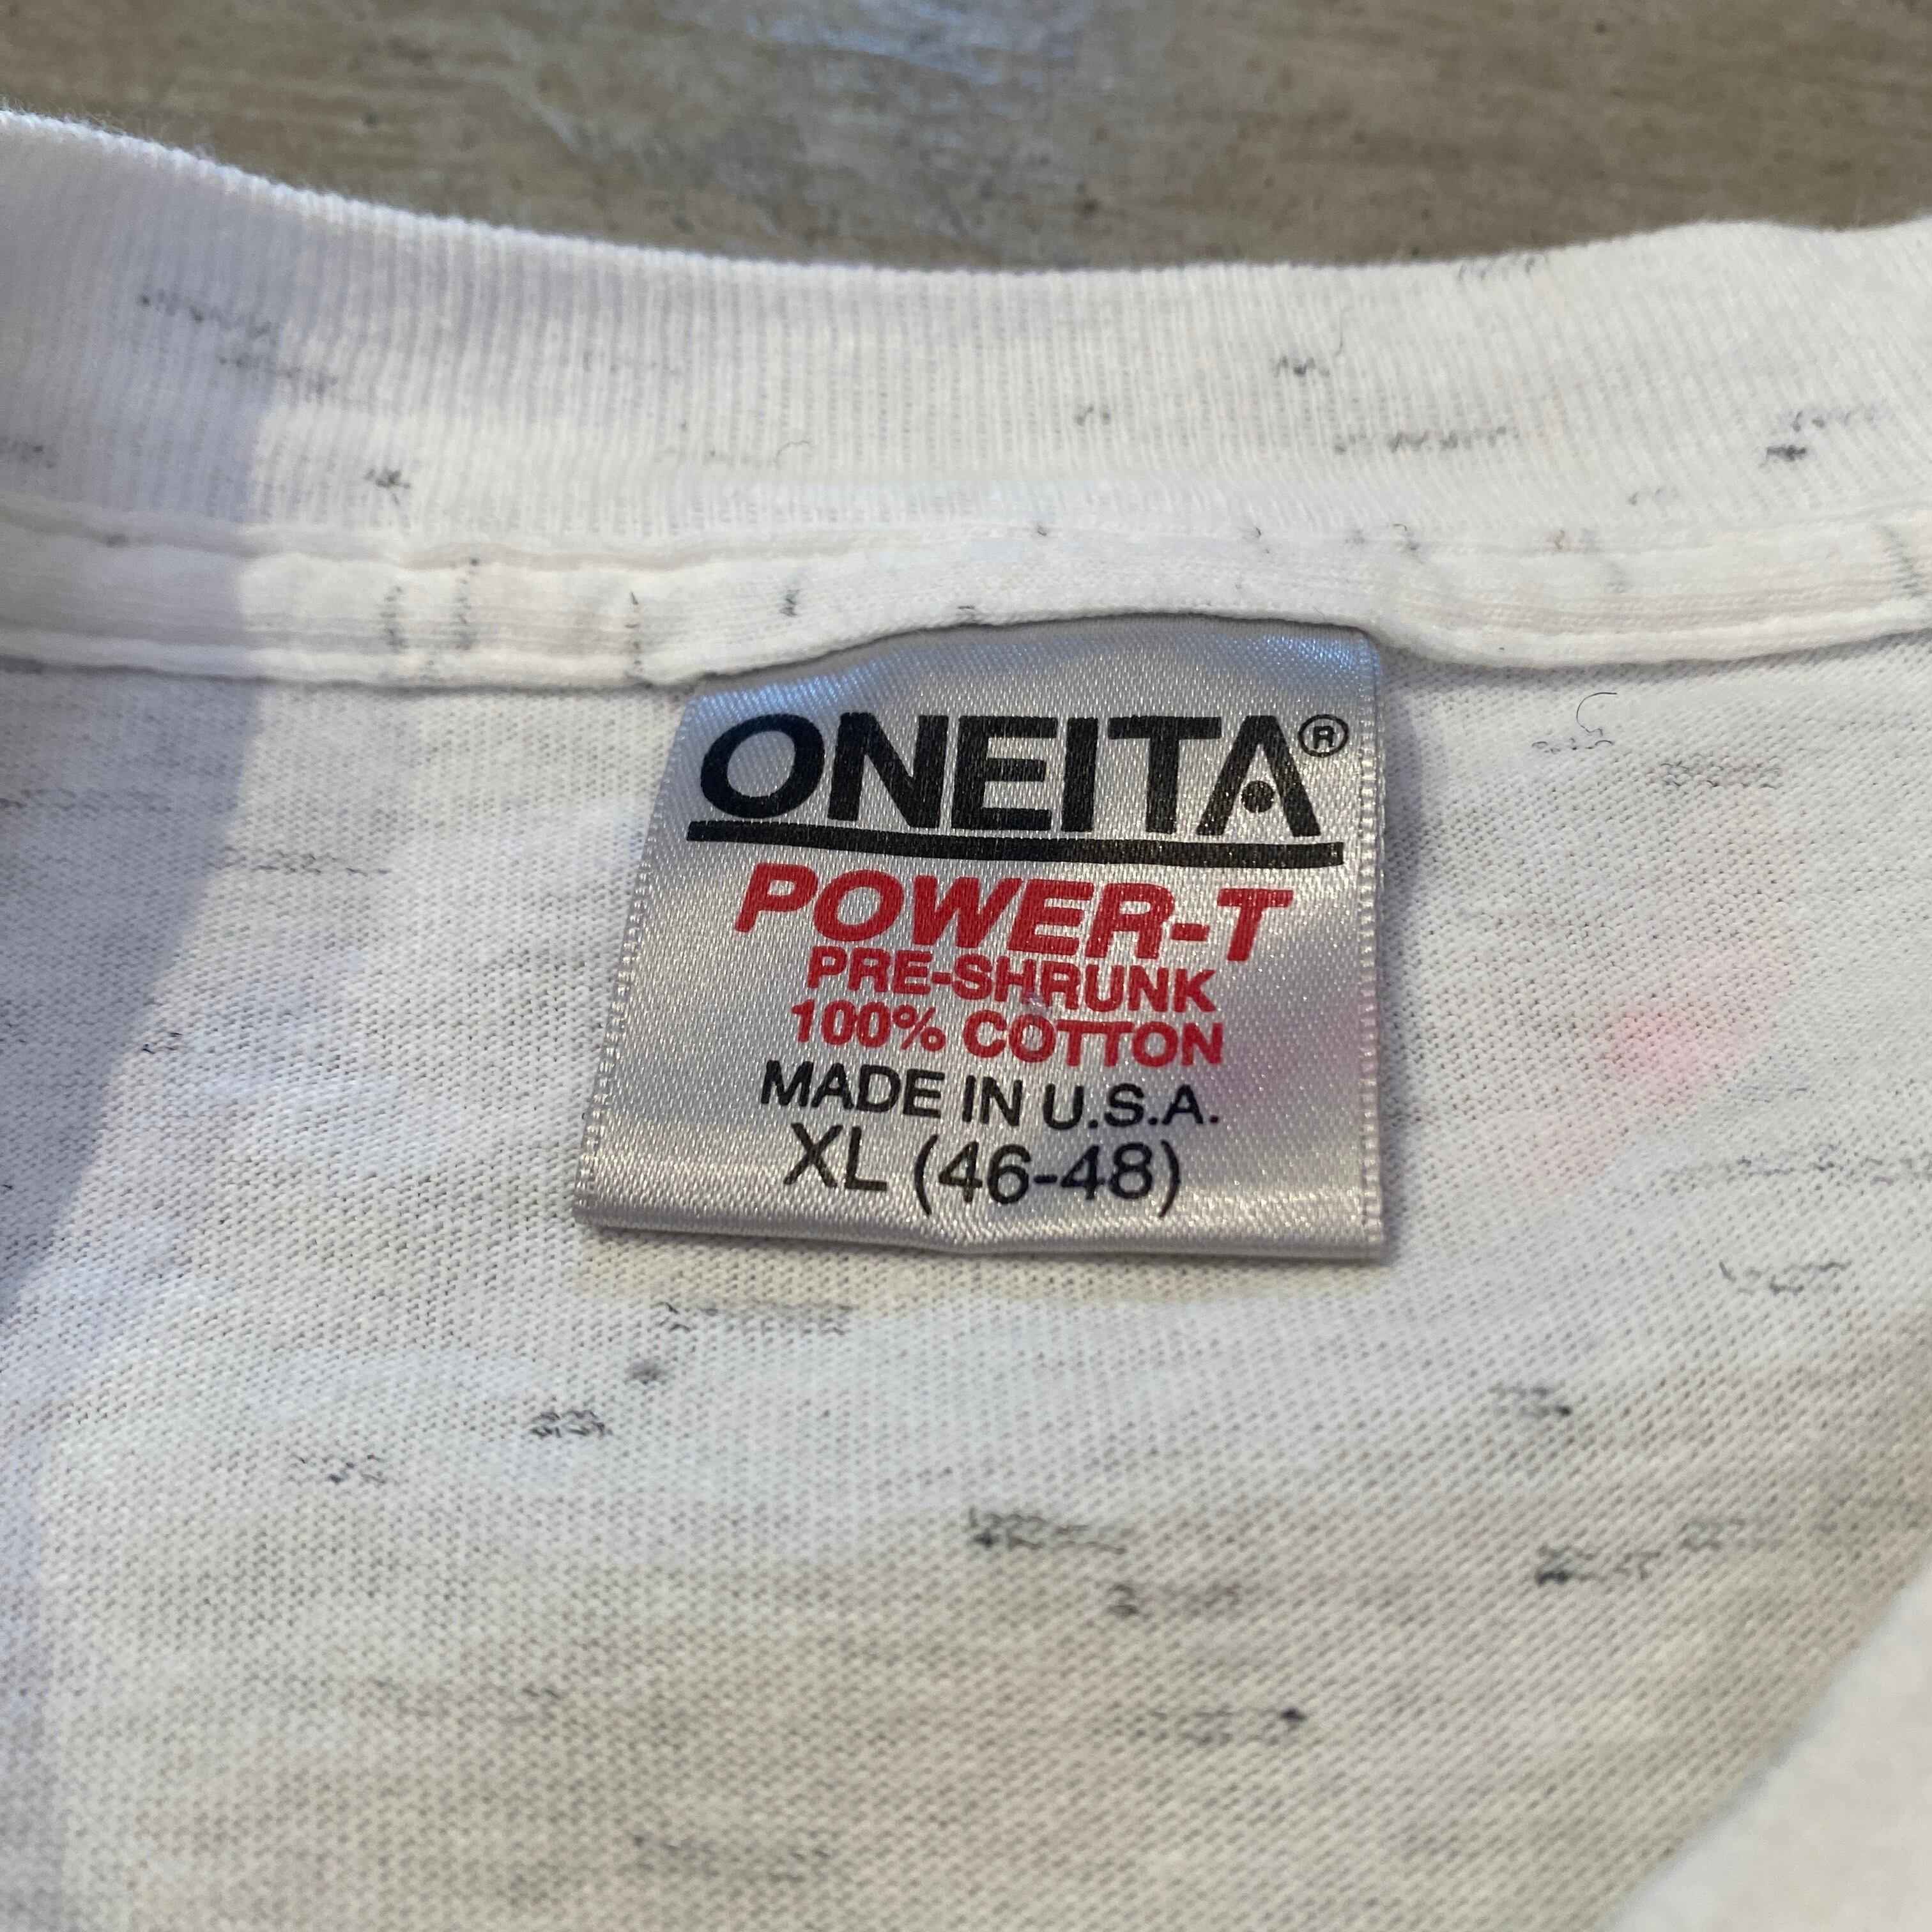 ONEITA®
POWER-T
PRE-SHRUNK
100% COTTON
MADE IN U.S.A.
XL (46-48)